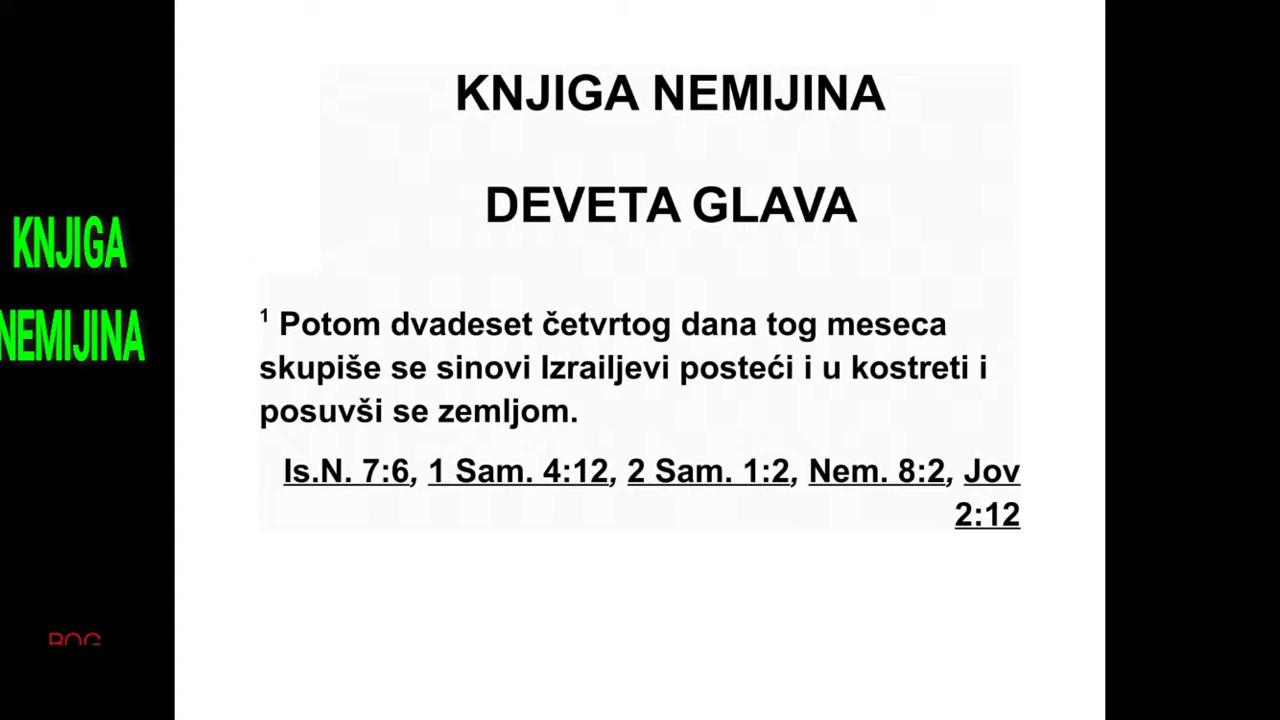 KNJIGA NEMIJINA
DEVETA GLAVA
KNJIGA
NEMIJINA
1 Potom dvadeset četvrtog dana tog meseca
skupiše se sinovi Izrailjevi posteći i u kostreti i
posuvši se zemljom.
Is.N. 7:6, 1 Sam. 4:12, 2 Sam. 1:2, Nem. 8:2, Jov
2:12
BOG